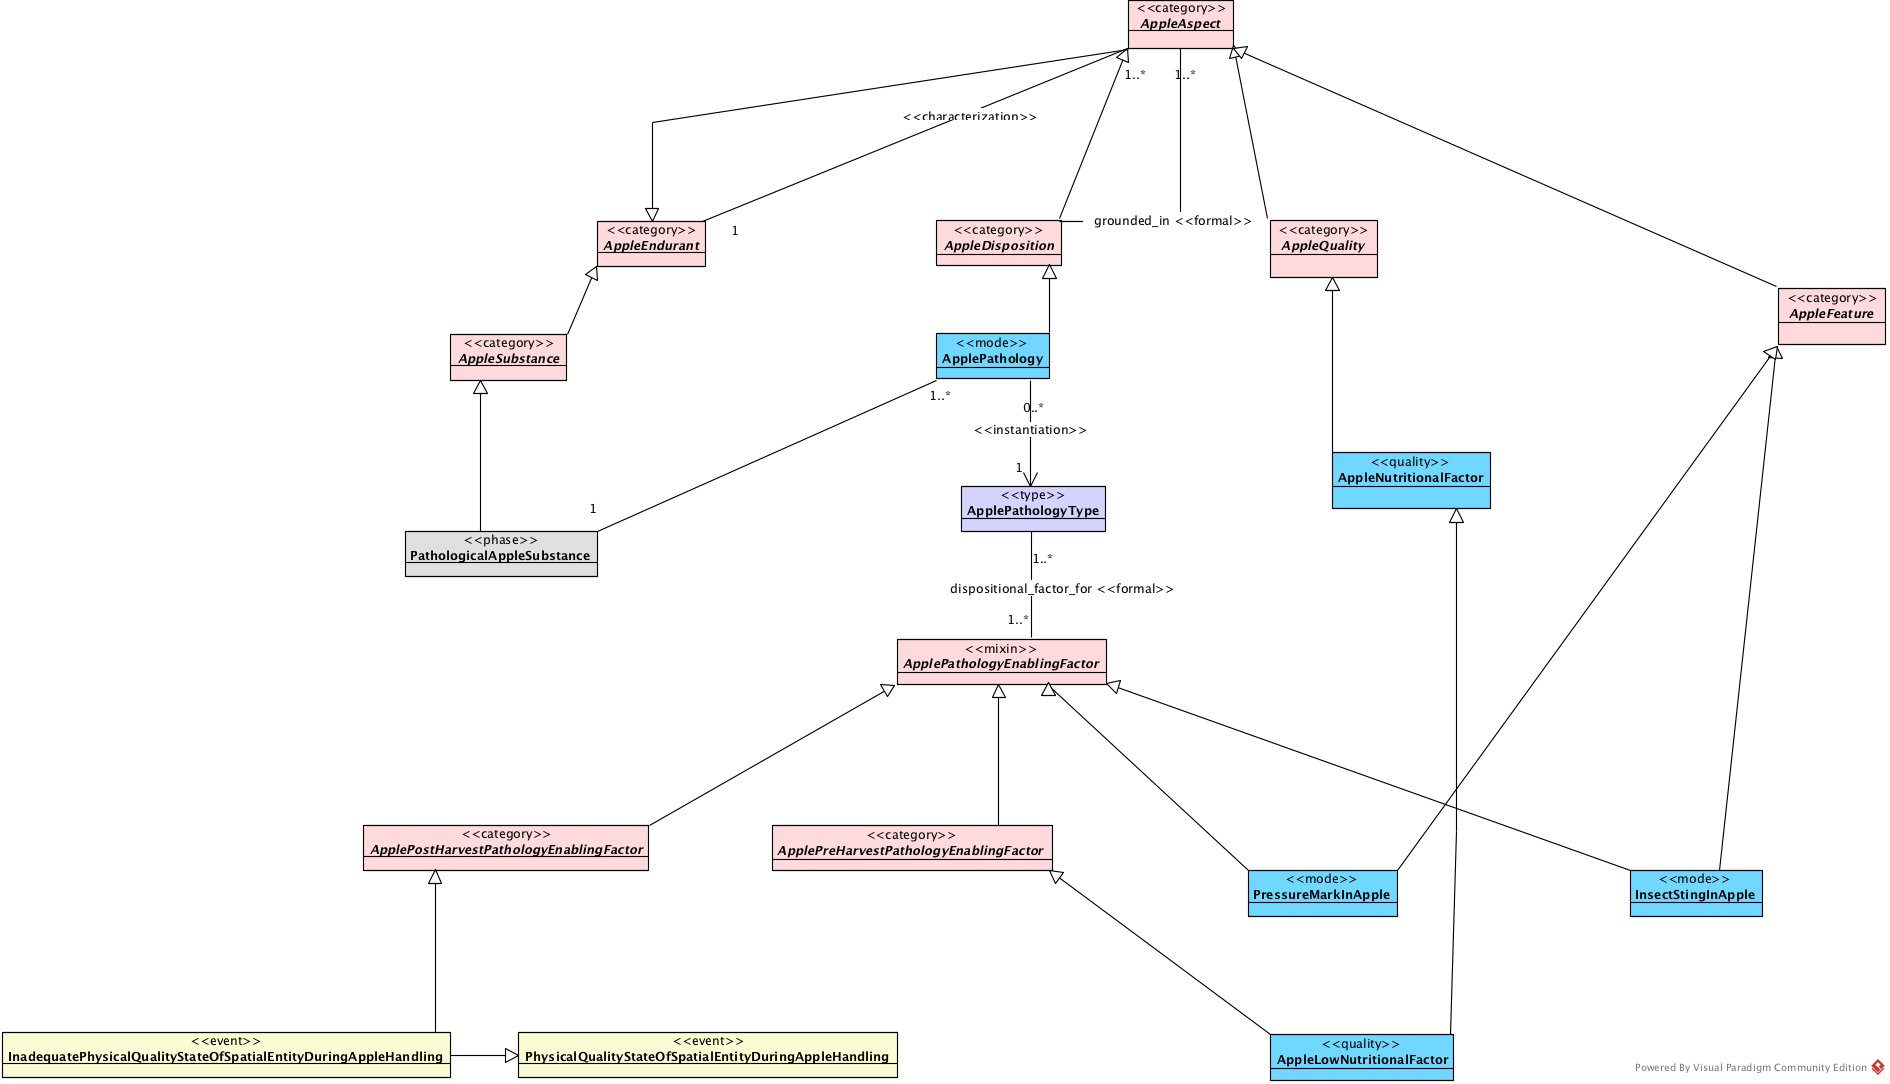 <<category>>
AppleAspect
1..*
1..*
<<characterization>>
<<category>>
AppleEndurant
1
<<category>>
AppleDisposition
grounded_in <<formal>>
<<category>>
AppleQuality
<<category>>
AppleFeature
<<category>>
AppleSubstance
<<mode>>
ApplePathology
1..*
0..*
<<instantiation>>
1
<<quality>>
AppleNutritionalFactor
<<type>>
ApplePathologyType
1
<<phase>>
PathologicalAppleSubstance
1..*
dispositional_factor_for <<formal>>
1..*
<<mixin>>
ApplePathologyEnablingFactor
<<category>>
ApplePostHarvestPathologyEnablingFactor
<<category>>
ApplePreHarvestPathologyEnablingFactor
<<mode>>
PressureMarkInApple
<<mode>>
InsectStingInApple
<<event>>
InadequatePhysicalQualityStateOfSpatialEntityDuringAppleHandling
<<event>>
PhysicalQualityStateOfSpatialEntityDuringAppleHandling
<<quality>>
AppleLowNutritionalFactor
Powered By Visual Paradigm Community Edition